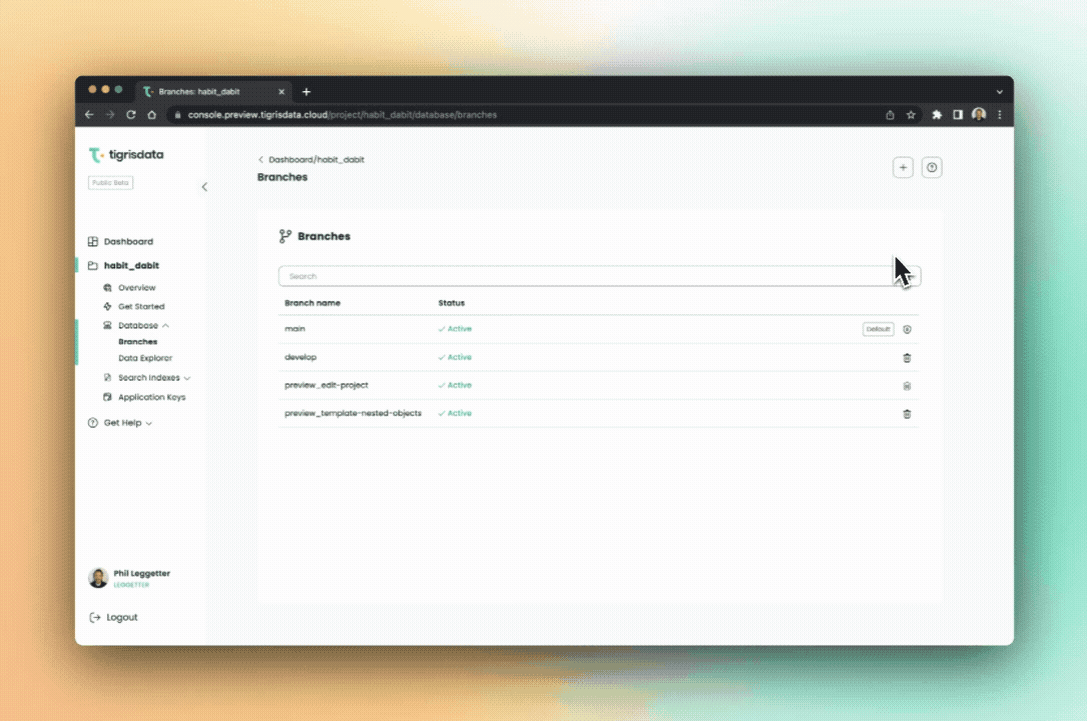 Branches: habit_dabit
console.preview.tigrisdata.cloud/project/habit_dabit/database/branches
tigrisdata
Public Beta
Dashboard/habit_dabit
Branches
Dashboard
habit_dabit
Overview
Get Started
Database
Branches
Data Explorer
Search Indexes
Application Keys
Get Help
Phil Leggetter
LEGGETTER
Logout
Branches
Search
Branch name Status
main Active Default
develop Active
preview_edit-project Active
preview_template-nested-objects Active